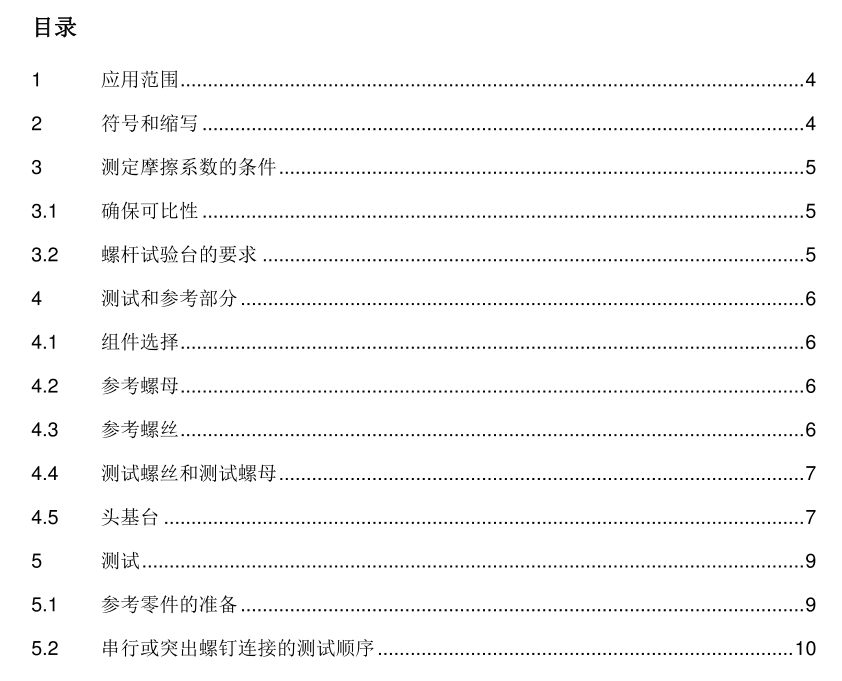 目录
1 应用范围....................................................................................................................4
2 符号和缩写................................................................................................................4
3 测定摩擦系数的条件..................................................................................................5
3.1 确保可比性................................................................................................................5
3.2 螺杆试验台的要求.....................................................................................................5
4 测试和参考部分.........................................................................................................6
4.1 组件选择....................................................................................................................6
4.2 参考螺母....................................................................................................................6
4.3 参考螺丝....................................................................................................................6
4.4 测试螺丝和测试螺母..................................................................................................7
4.5 头基台.......................................................................................................................7
5 测试...........................................................................................................................9
5.1 参考零件的准备.........................................................................................................9
5.2 串行或突出螺钉连接的测试顺序.............................................................................10